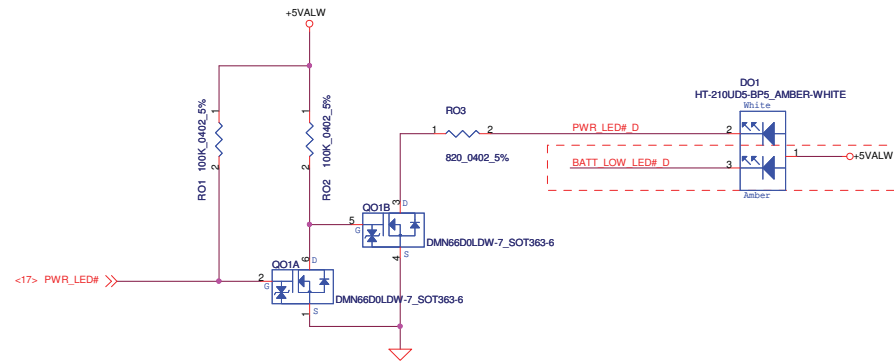 +5VALW
DO1
HT-210UD5-BP5_AMBER-WHITE
White
1
1
RO1 100K_0402_5%
RO2 100K_0402_5%
2
2
RO3
1
2
820_0402_5%
PWR_LED#_D
2
1
+5VALW
BATT_LOW_LED#_D
3
Amber
QO1B
3
D
5
G
S
4
DMN66D0LDW-7_SOT363-6
QO1A
6
D
<17> PWR_LED#
2
G
S
1
DMN66D0LDW-7_SOT363-6